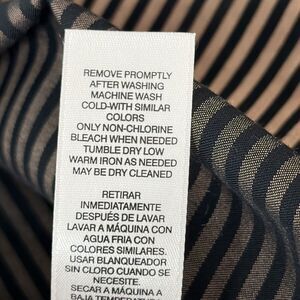 REMOVE PROMPTLY
AFTER WASHING
MACHINE WASH
COLD-WITH SIMILAR
COLORS
ONLY NON-CHLORINE
BLEACH WHEN NEEDED
TUMBLE DRY LOW
WARM IRON AS NEEDED
MAY BE DRY CLEANED
RETIRAR
INMEDIATAMENTE
DESPUÉS DE LAVAR
LAVAR A MÁQUINA CON
AGUA FRIA CON
COLORES SIMILARES.
USAR BLANQUEADOR
SIN CLORO CUANDO SE
NECESITE.
SECAR A MÁQUINA A
BAJA TEMPERATURA